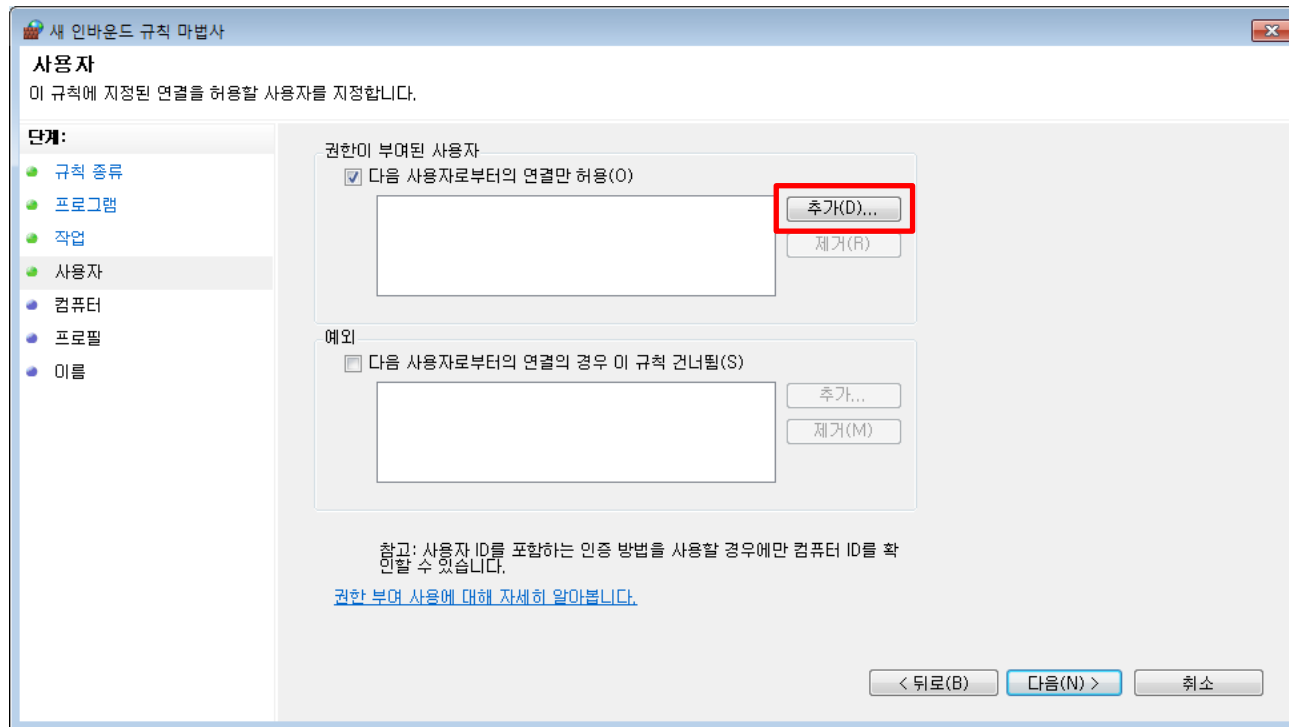 새 인바운드 규칙 마법사
사용자
이 규칙에 지정된 연결을 허용할 사용자를 지정합니다.
단계:
규칙 종류
프로그램
작업
사용자
컴퓨터
프로필
이름
권한이 부여된 사용자
다음 사용자로부터의 연결만 허용(O)
추가(D)...
제거(R)
예외
다음 사용자로부터의 연결의 경우 이 규칙 건너뜀(S)
추가...
제거(M)
참고: 사용자 ID를 포함하는 인증 방법을 사용할 경우에만 컴퓨터 ID를 확
인할 수 있습니다.
권한 부여 사용에 대해 자세히 알아봅니다.
< 뒤로(B)
다음(N) >
취소